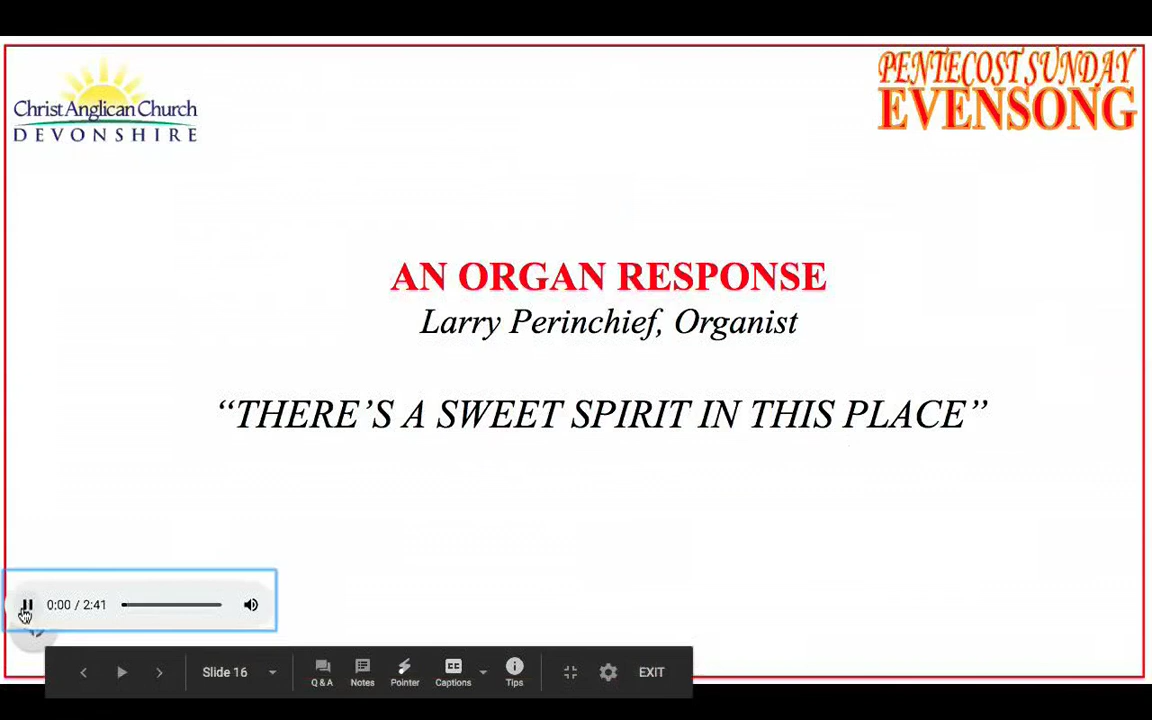 Christ Anglican Church
DEVONSHIRE
PENTECOST SUNDAY
EVENSONG
AN ORGAN RESPONSE
Larry Perinchief, Organist
“THERE’S A SWEET SPIRIT IN THIS PLACE”
0:00 / 2:41
Slide 16
Q & A
Notes
Pointer
CC
Captions
Tips
EXIT